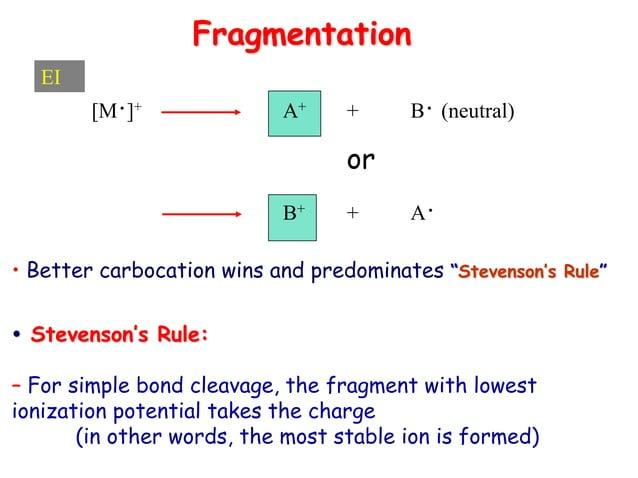 Fragmentation
EI
[M·]⁺ A⁺ + B· (neutral)
or
B⁺ + A·
• Better carbocation wins and predominates “Stevenson’s Rule”
• Stevenson’s Rule:
– For simple bond cleavage, the fragment with lowest
ionization potential takes the charge
(in other words, the most stable ion is formed)